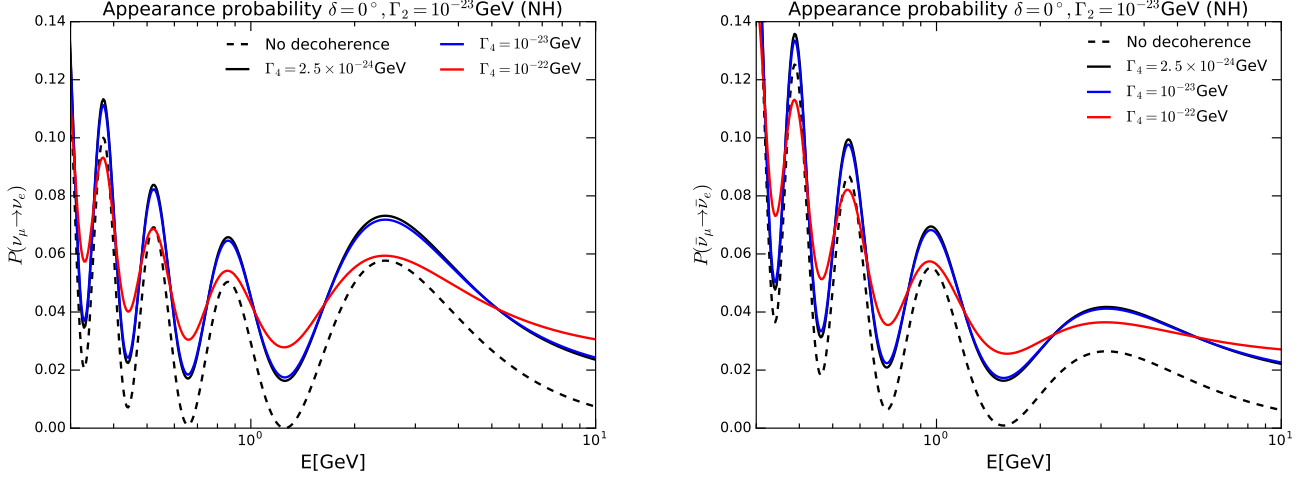 Appearance probability δ=0°, Γ₂=10⁻²³GeV (NH)
No decoherence
Γ₄=2.5×10⁻²⁴GeV
Γ₄=10⁻²³GeV
Γ₄=10⁻²²GeV
P(ν_μ→ν_e)
0.14
0.12
0.10
0.08
0.06
0.04
0.02
0.00
10⁰
10¹
E[GeV]
Appearance probability δ=0°, Γ₂=10⁻²³GeV (NH)
No decoherence
Γ₄=2.5×10⁻²⁴GeV
Γ₄=10⁻²³GeV
Γ₄=10⁻²²GeV
P(ν̄_μ→ν̄_e)
0.14
0.12
0.10
0.08
0.06
0.04
0.02
0.00
10⁰
10¹
E[GeV]